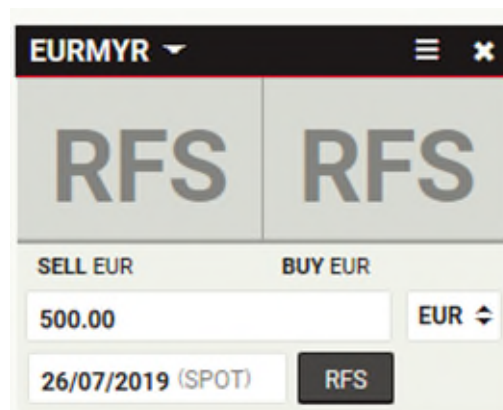 EURMYR
RFS RFS
SELL EUR BUY EUR
500.00 EUR
26/07/2019 (SPOT) RFS